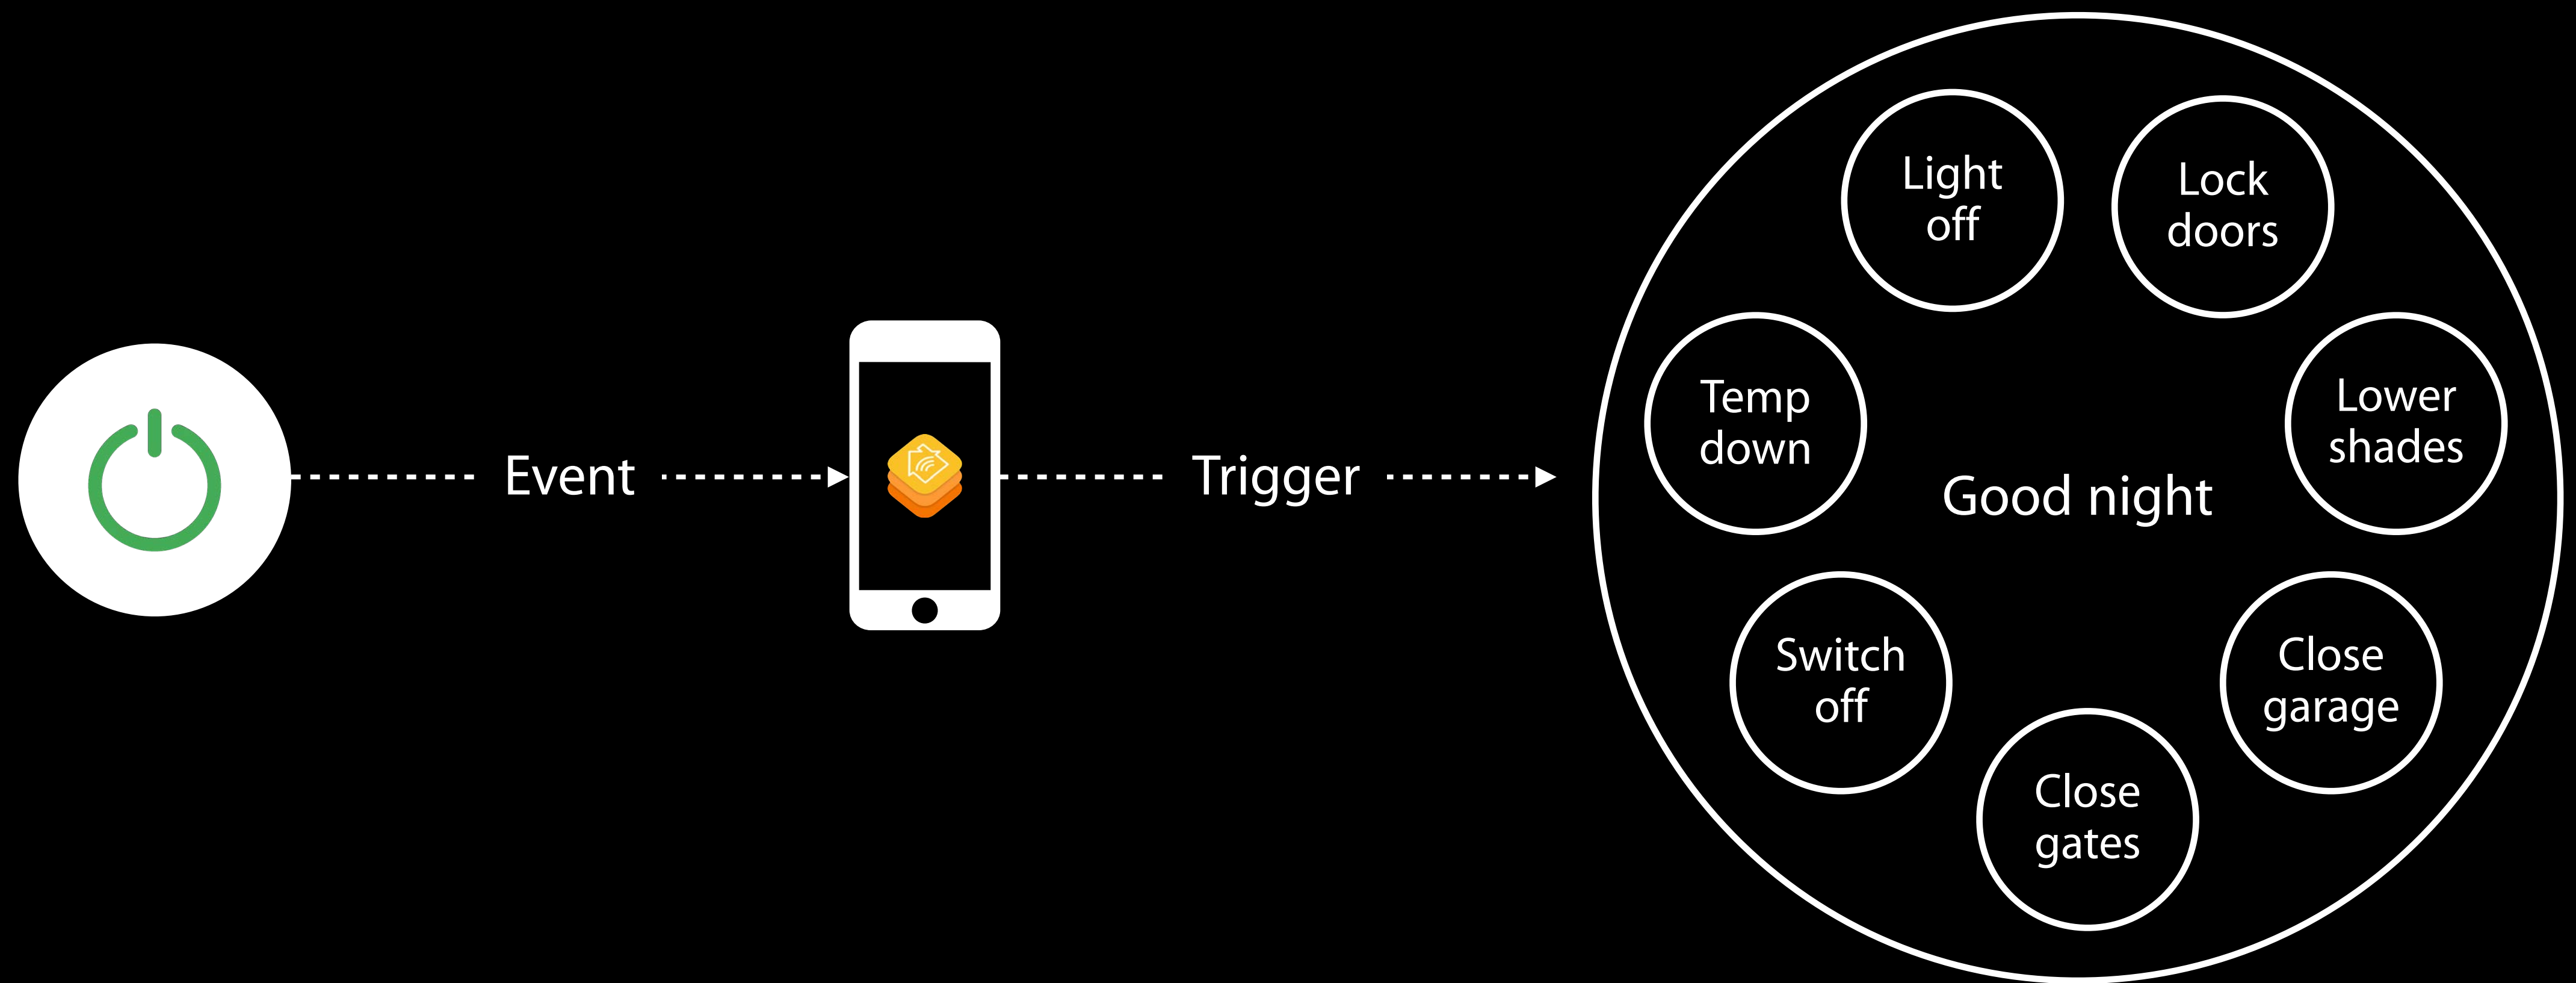 Event
Trigger
Good night
Light
off
Lock
doors
Lower
shades
Close
garage
Close
gates
Switch
off
Temp
down